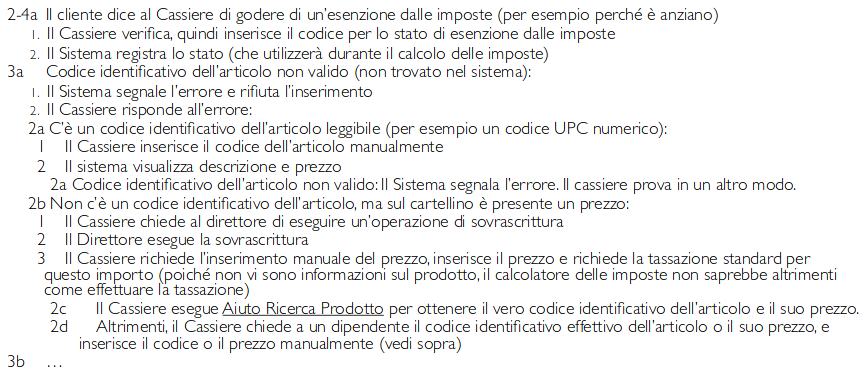 2-4a Il cliente dice al Cassiere di godere di un'esenzione dalle imposte (per esempio perché è anziano)
1. Il Cassiere verifica, quindi inserisce il codice per lo stato di esenzione dalle imposte
2. Il Sistema registra lo stato (che utilizzerà durante il calcolo delle imposte)
3a Codice identificativo dell'articolo non valido (non trovato nel sistema):
1. Il Sistema segnale l'errore e rifiuta l'inserimento
2. Il Cassiere risponde all'errore:
2a C'è un codice identificativo dell'articolo leggibile (per esempio un codice UPC numerico):
1 Il Cassiere inserisce il codice dell'articolo manualmente
2 Il sistema visualizza descrizione e prezzo
2a Codice identificativo dell'articolo non valido: Il Sistema segnala l'errore. Il cassiere prova in un altro modo.
2b Non c'è un codice identificativo dell'articolo, ma sul cartellino è presente un prezzo:
1 Il Cassiere chiede al direttore di eseguire un'operazione di sovrascrittura
2 Il Direttore esegue la sovrascrittura
3 Il Cassiere richiede l'inserimento manuale del prezzo, inserisce il prezzo e richiede la tassazione standard per
questo importo (poiché non vi sono informazioni sul prodotto, il calcolatore delle imposte non saprebbe altrimenti
come effettuare la tassazione)
2c Il Cassiere esegue Aiuto Ricerca Prodotto per ottenere il vero codice identificativo dell'articolo e il suo prezzo.
2d Altrimenti, il Cassiere chiede a un dipendente il codice identificativo effettivo dell'articolo o il suo prezzo, e
inserisce il codice o il prezzo manualmente (vedi sopra)
3b …